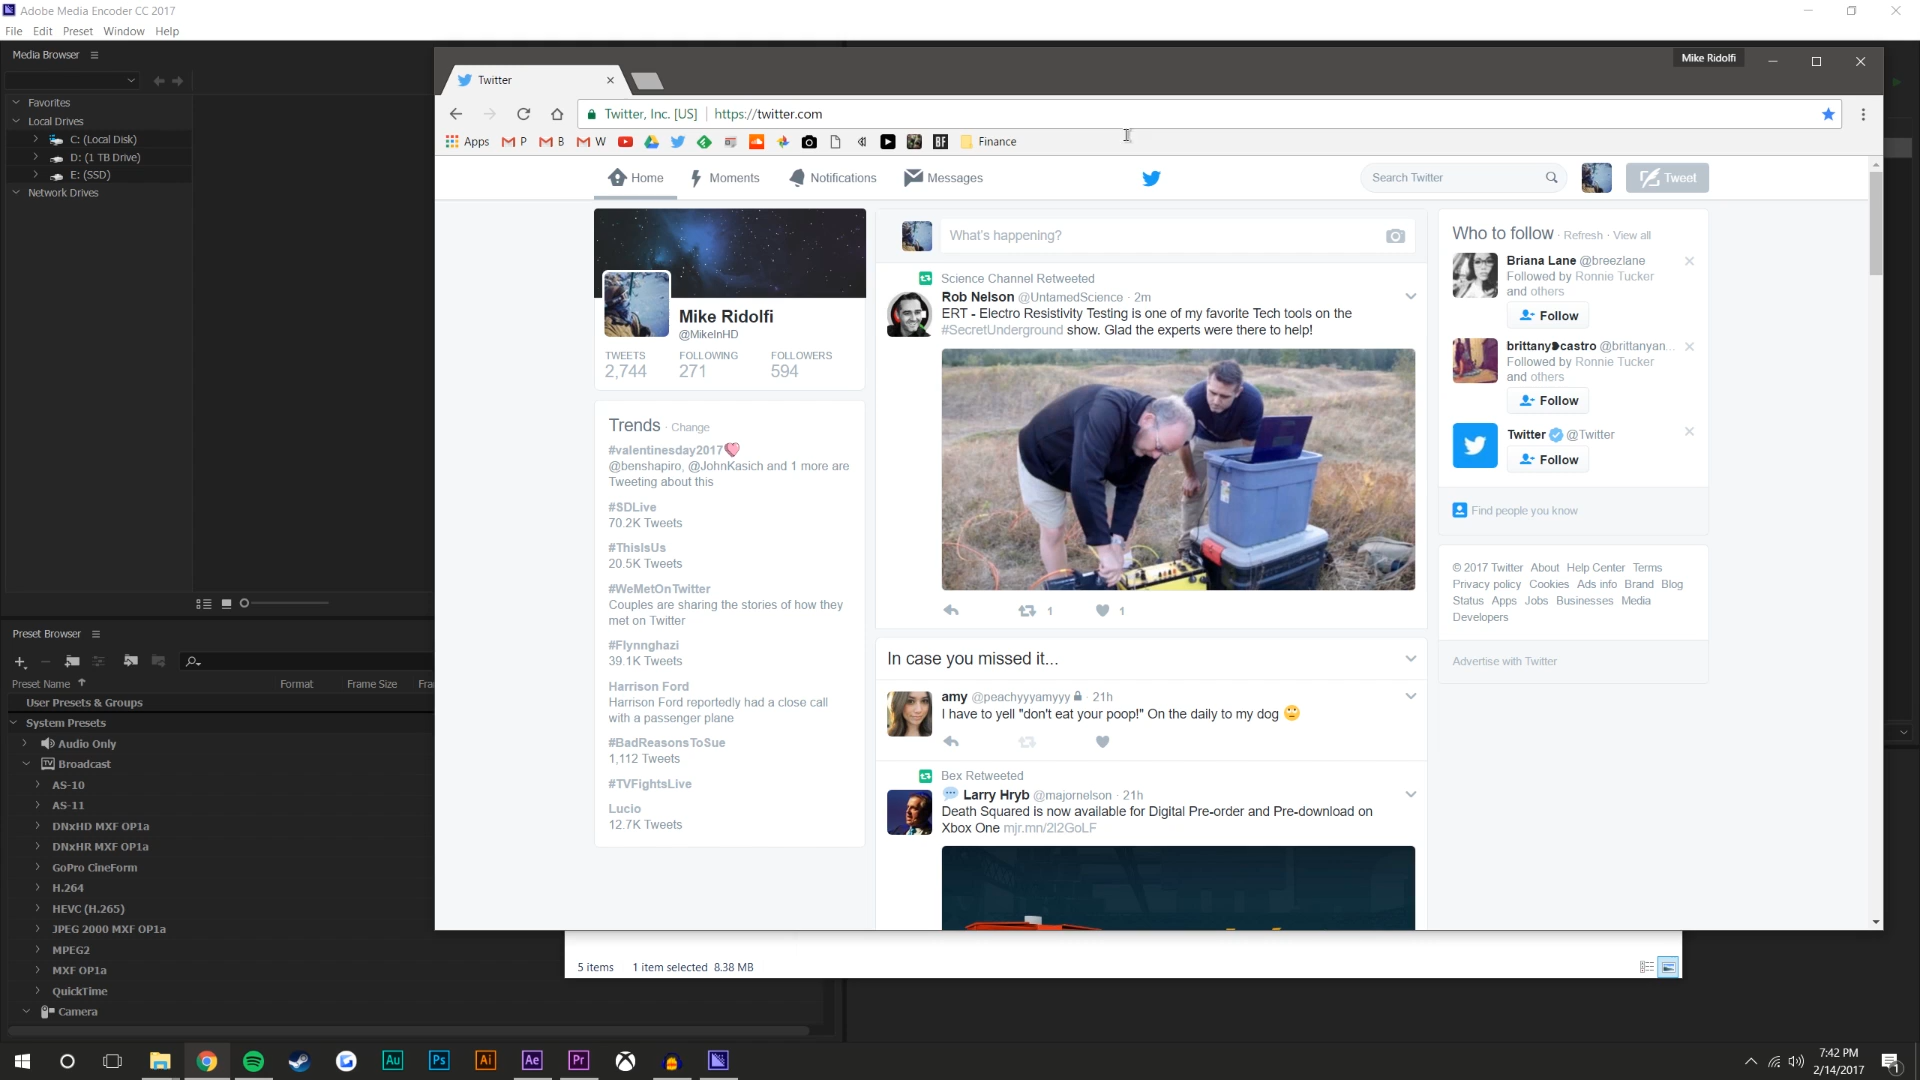 Adobe Media Encoder CC 2017
File Edit Preset Window Help
Media Browser
Favorites
Local Drives
C: (Local Disk)
D: (1 TB Drive)
E: (SSD)
Network Drives
Preset Browser
Preset Name Format Frame Size Fra
User Presets & Groups
System Presets
Audio Only
Broadcast
AS-10
AS-11
DNxHD MXF OP1a
DNxHR MXF OP1a
GoPro CineForm
H.264
HEVC (H.265)
JPEG 2000 MXF OP1a
MPEG2
MXF OP1a
QuickTime
Camera
Mike Ridolfi
Twitter
Twitter, Inc. [US] https://twitter.com
Apps P B W BF Finance
Home Moments Notifications Messages Search Twitter Tweet
Mike Ridolfi
@MikeInHD
TWEETS FOLLOWING FOLLOWERS
2,744 271 594
Trends · Change
#valentinesday2017
@benshapiro, @JohnKasich and 1 more are
Tweeting about this
#SDLive
70.2K Tweets
#ThisIsUs
20.5K Tweets
#WeMetOnTwitter
Couples are sharing the stories of how they
met on Twitter
#Flynnghazi
39.1K Tweets
Harrison Ford
Harrison Ford reportedly had a close call
with a passenger plane
#BadReasonsToSue
1,112 Tweets
#TVFightsLive
Lucio
12.7K Tweets
What's happening?
Science Channel Retweeted
Rob Nelson @UntamedScience · 2m
ERT - Electro Resistivity Testing is one of my favorite Tech tools on the
#SecretUnderground show. Glad the experts were there to help!
1 1
In case you missed it...
amy @peachyyyamyyy · 21h
I have to yell "don't eat your poop!" On the daily to my dog 🙄
Bex Retweeted
Larry Hryb @majornelson · 21h
Death Squared is now available for Digital Pre-order and Pre-download on
Xbox One mjr.mn/2l2GoLF
Who to follow · Refresh · View all
Briana Lane @breezlane
Followed by Ronnie Tucker
and others
Follow
brittany castro @brittanyan...
Followed by Ronnie Tucker
and others
Follow
Twitter @Twitter
Follow
Find people you know
© 2017 Twitter About Help Center Terms
Privacy policy Cookies Ads info Brand Blog
Status Apps Jobs Businesses Media
Developers
Advertise with Twitter
5 items 1 item selected 8.38 MB
Au Ps Ai Ae Pr
7:42 PM
2/14/2017
1